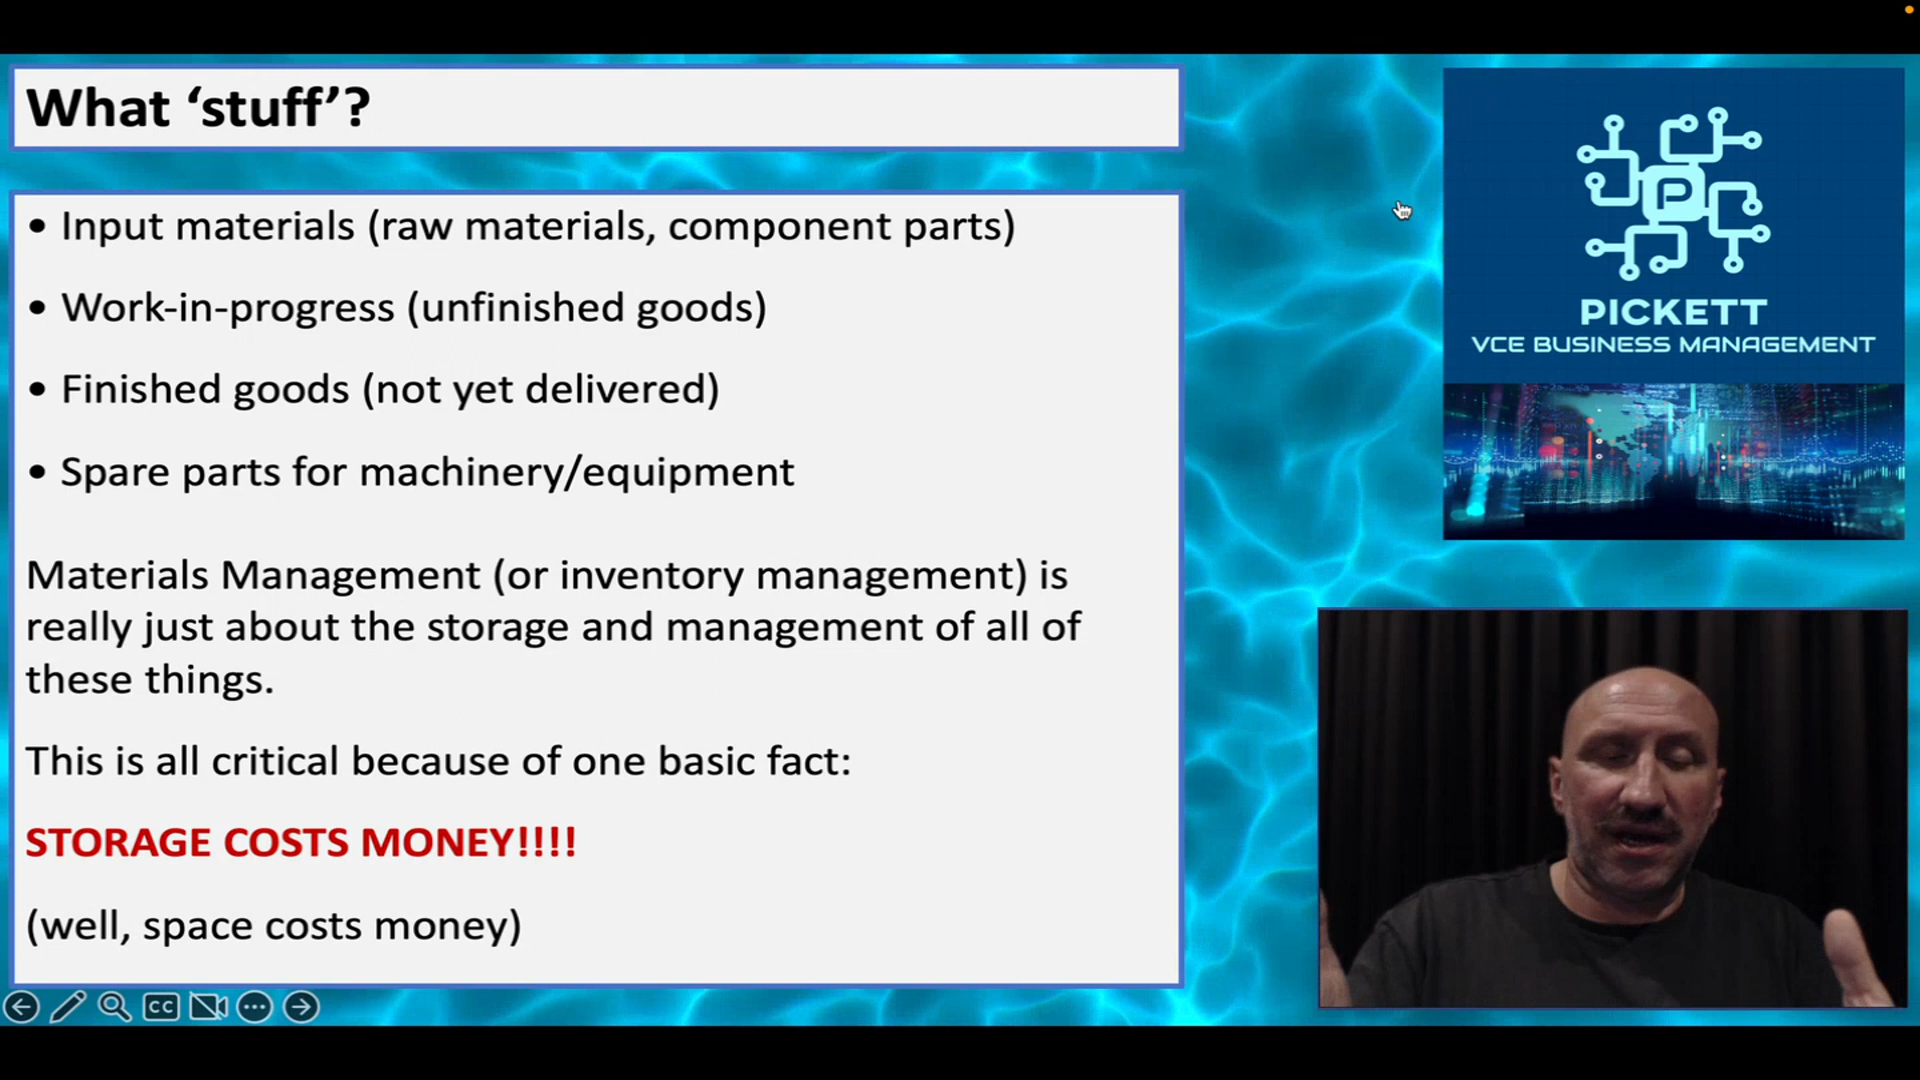 What ‘stuff’?
• Input materials (raw materials, component parts)
• Work-in-progress (unfinished goods)
• Finished goods (not yet delivered)
• Spare parts for machinery/equipment
Materials Management (or inventory management) is
really just about the storage and management of all of
these things.
This is all critical because of one basic fact:
STORAGE COSTS MONEY!!!!
(well, space costs money)
CC
P
PICKETT
VCE BUSINESS MANAGEMENT